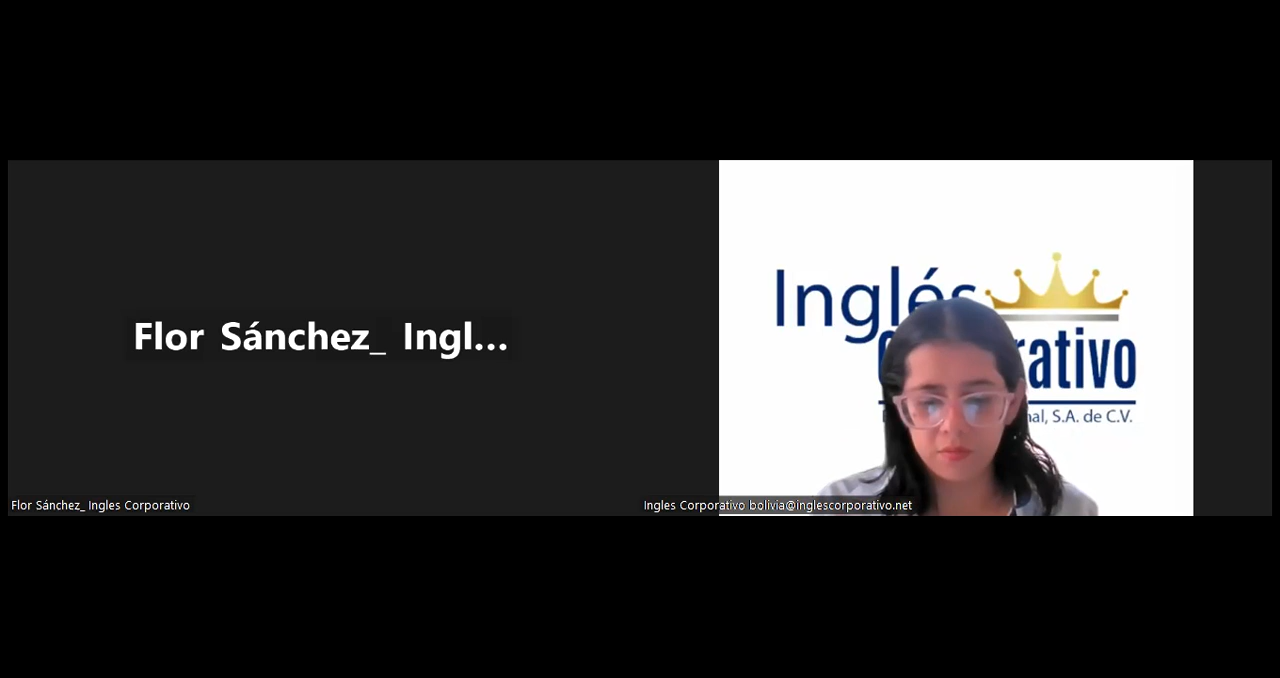 Flor Sánchez_ Ingl...
Flor Sánchez_ Ingles Corporativo
Inglés
rativo
nal, S.A. de C.V.
Ingles Corporativo bolivia@inglescorporativo.net